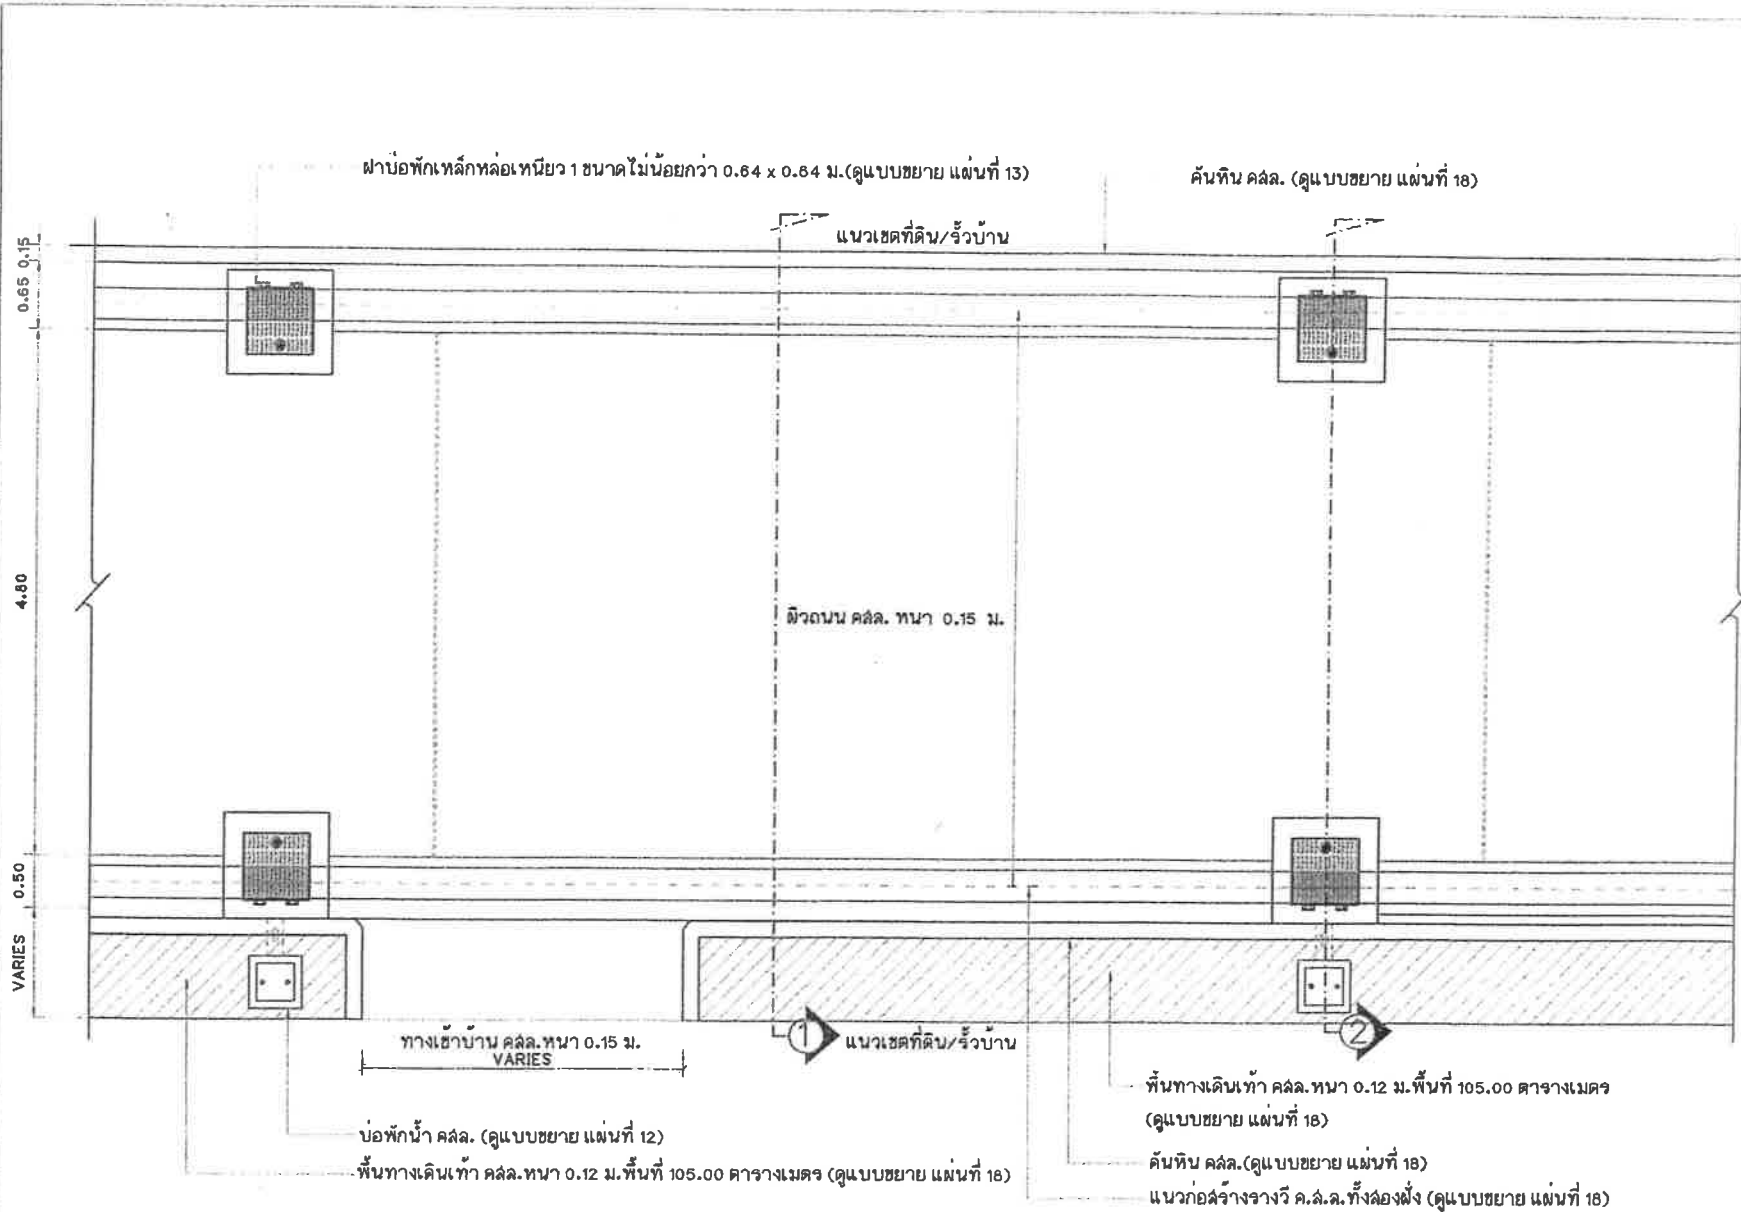 ฝาบ่อพักเหล็กหล่อเหนียว 1 ขนาดไม่น้อยกว่า 0.64 x 0.84 ม.(ดูแบบขยาย แผ่นที่ 13)
คันหิน คสล. (ดูแบบขยาย แผ่นที่ 18)
แนวเขตที่ดิน/รั้วบ้าน
0.15
0.65
4.80
ผิวถนน คสล. หนา 0.15 ม.
0.50
VARIES
ทางเข้าบ้าน คสล.หนา 0.15 ม.
VARIES
1
แนวเขตที่ดิน/รั้วบ้าน
2
พื้นทางเดินเท้า คสล.หนา 0.12 ม.พื้นที่ 105.00 ตารางเมตร
(ดูแบบขยาย แผ่นที่ 18)
บ่อพักน้ำ คสล. (ดูแบบขยาย แผ่นที่ 12)
คันหิน คสล.(ดูแบบขยาย แผ่นที่ 18)
พื้นทางเดินเท้า คสล.หนา 0.12 ม.พื้นที่ 105.00 ตารางเมตร (ดูแบบขยาย แผ่นที่ 18)
แนวก่อสร้างรางวี ค.ส.ล.ทั้งสองฝั่ง (ดูแบบขยาย แผ่นที่ 18)